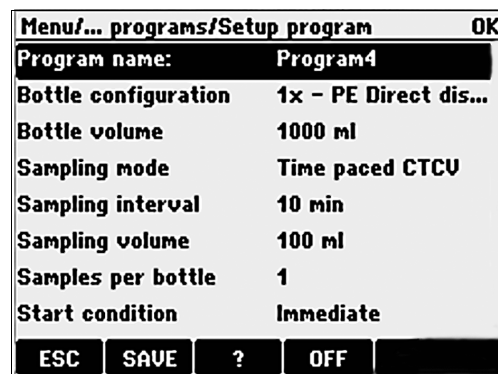 Menu/... programs/Setup program OK
Program name: Program4
Bottle configuration 1x - PE Direct dis...
Bottle volume 1000 ml
Sampling mode Time paced CTCV
Sampling interval 10 min
Sampling volume 100 ml
Samples per bottle 1
Start condition Immediate
ESC SAVE ? OFF